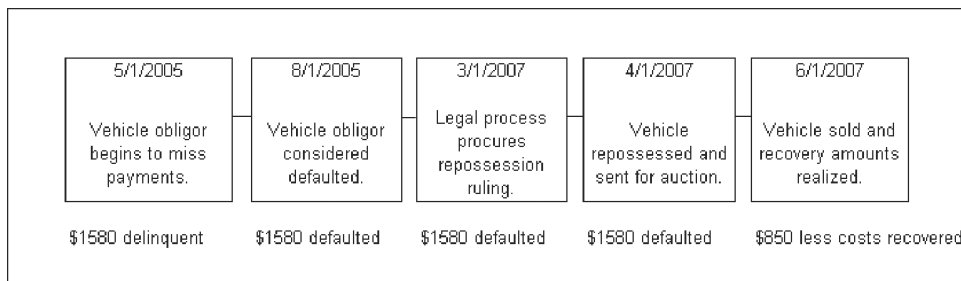 5/1/2005
Vehicle obligor
begins to miss
payments.
8/1/2005
Vehicle obligor
considered
defaulted.
3/1/2007
Legal process
procures
repossession
ruling.
4/1/2007
Vehicle
repossessed and
sent for auction.
6/1/2007
Vehicle sold and
recovery amounts
realized.
$1580 delinquent
$1580 defaulted
$1580 defaulted
$1580 defaulted
$850 less costs recovered